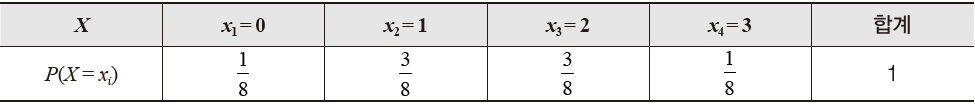 X x₁=0 x₂=1 x₃=2 x₄=3 합계
P(X=xᵢ) 1/8 3/8 3/8 1/8 1